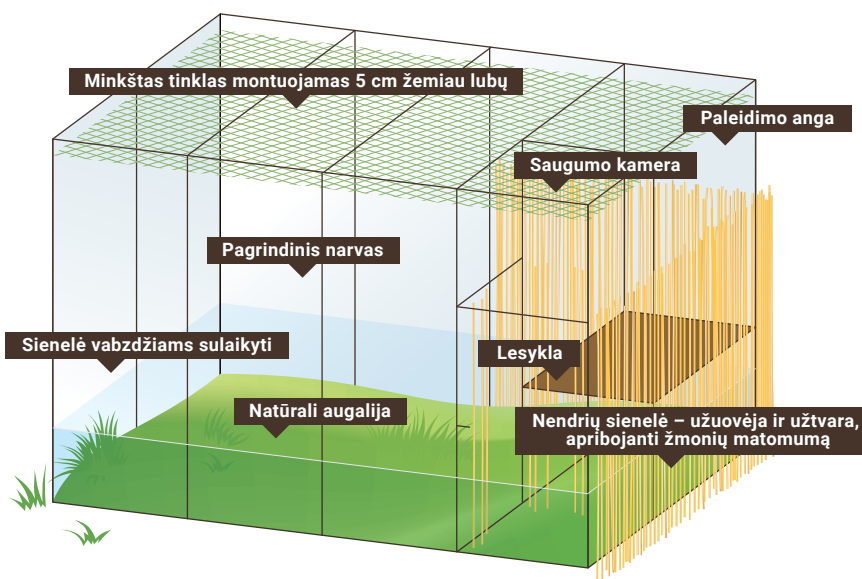 Minkštas tinklas montuojamas 5 cm žemiau lubų
Paleidimo anga
Saugumo kamera
Pagrindinis narvas
Sienelė vabzdžiams sulaikyti
Lesykla
Natūrali augalija
Nendrių sienelė – užuovėja ir užtvara,
apribojanti žmonių matomumą